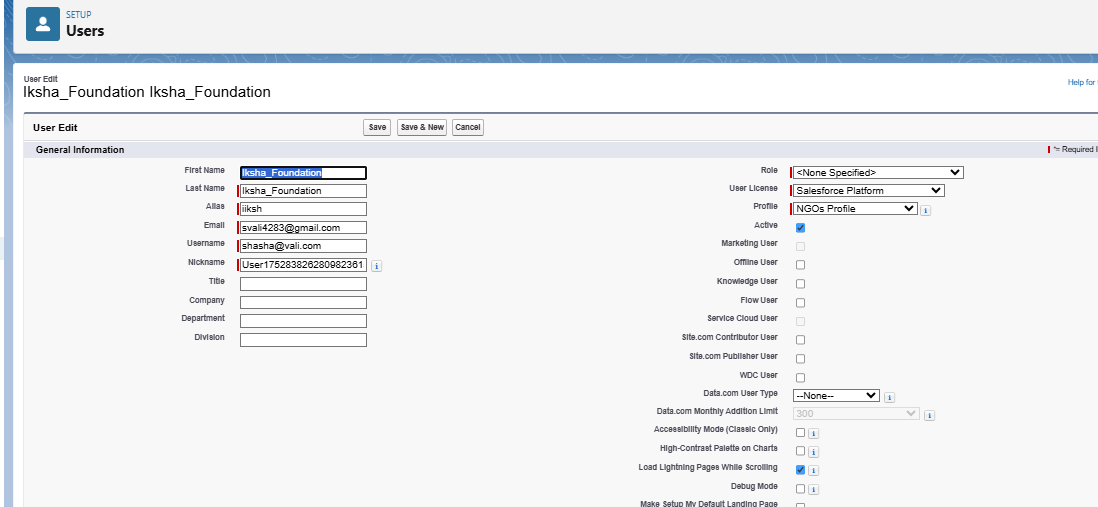 SETUP
Users
User Edit
Iksha_Foundation Iksha_Foundation
Help for
User Edit
Save
Save & New
Cancel
General Information
*= Required
First Name
Iksha_Foundation
Last Name
Iksha_Foundation
Alias
iiksh
Email
svali4283@gmail.com
Username
shasha@vali.com
Nickname
User175283826280982361
i
Title
Company
Department
Division
Role
<None Specified>
User License
Salesforce Platform
Profile
NGOs Profile
i
Active
Marketing User
Offline User
Knowledge User
Flow User
Service Cloud User
Site.com Contributor User
Site.com Publisher User
WDC User
Data.com User Type
--None--
i
Data.com Monthly Addition Limit
300
i
Accessibility Mode (Classic Only)
i
High-Contrast Palette on Charts
i
Load Lightning Pages While Scrolling
i
Debug Mode
i
Make Setup My Default Landing Page